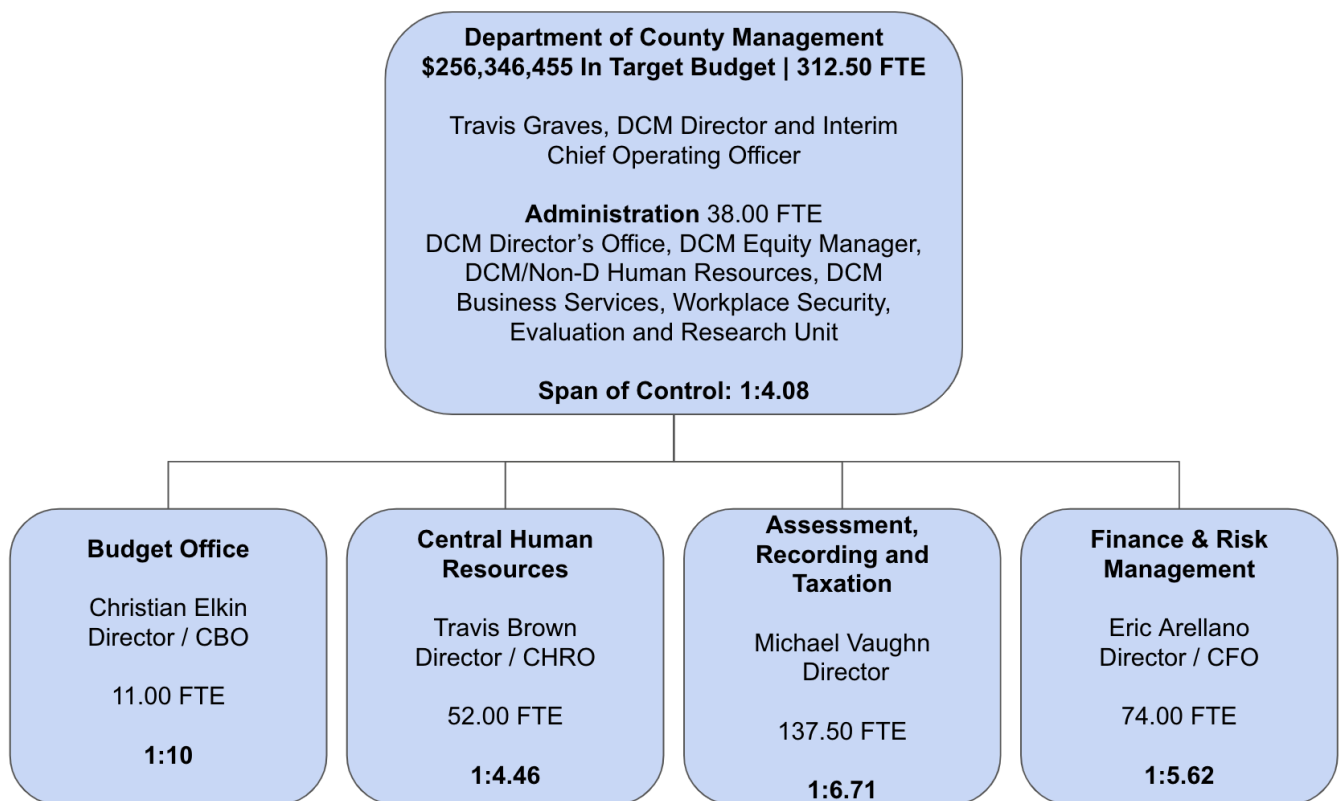 Department of County Management
$256,346,455 In Target Budget | 312.50 FTE
Travis Graves, DCM Director and Interim
Chief Operating Officer
Administration 38.00 FTE
DCM Director’s Office, DCM Equity Manager,
DCM/Non-D Human Resources, DCM
Business Services, Workplace Security,
Evaluation and Research Unit
Span of Control: 1:4.08
Budget Office
Christian Elkin
Director / CBO
11.00 FTE
1:10
Central Human
Resources
Travis Brown
Director / CHRO
52.00 FTE
1:4.46
Assessment,
Recording and
Taxation
Michael Vaughn
Director
137.50 FTE
1:6.71
Finance & Risk
Management
Eric Arellano
Director / CFO
74.00 FTE
1:5.62